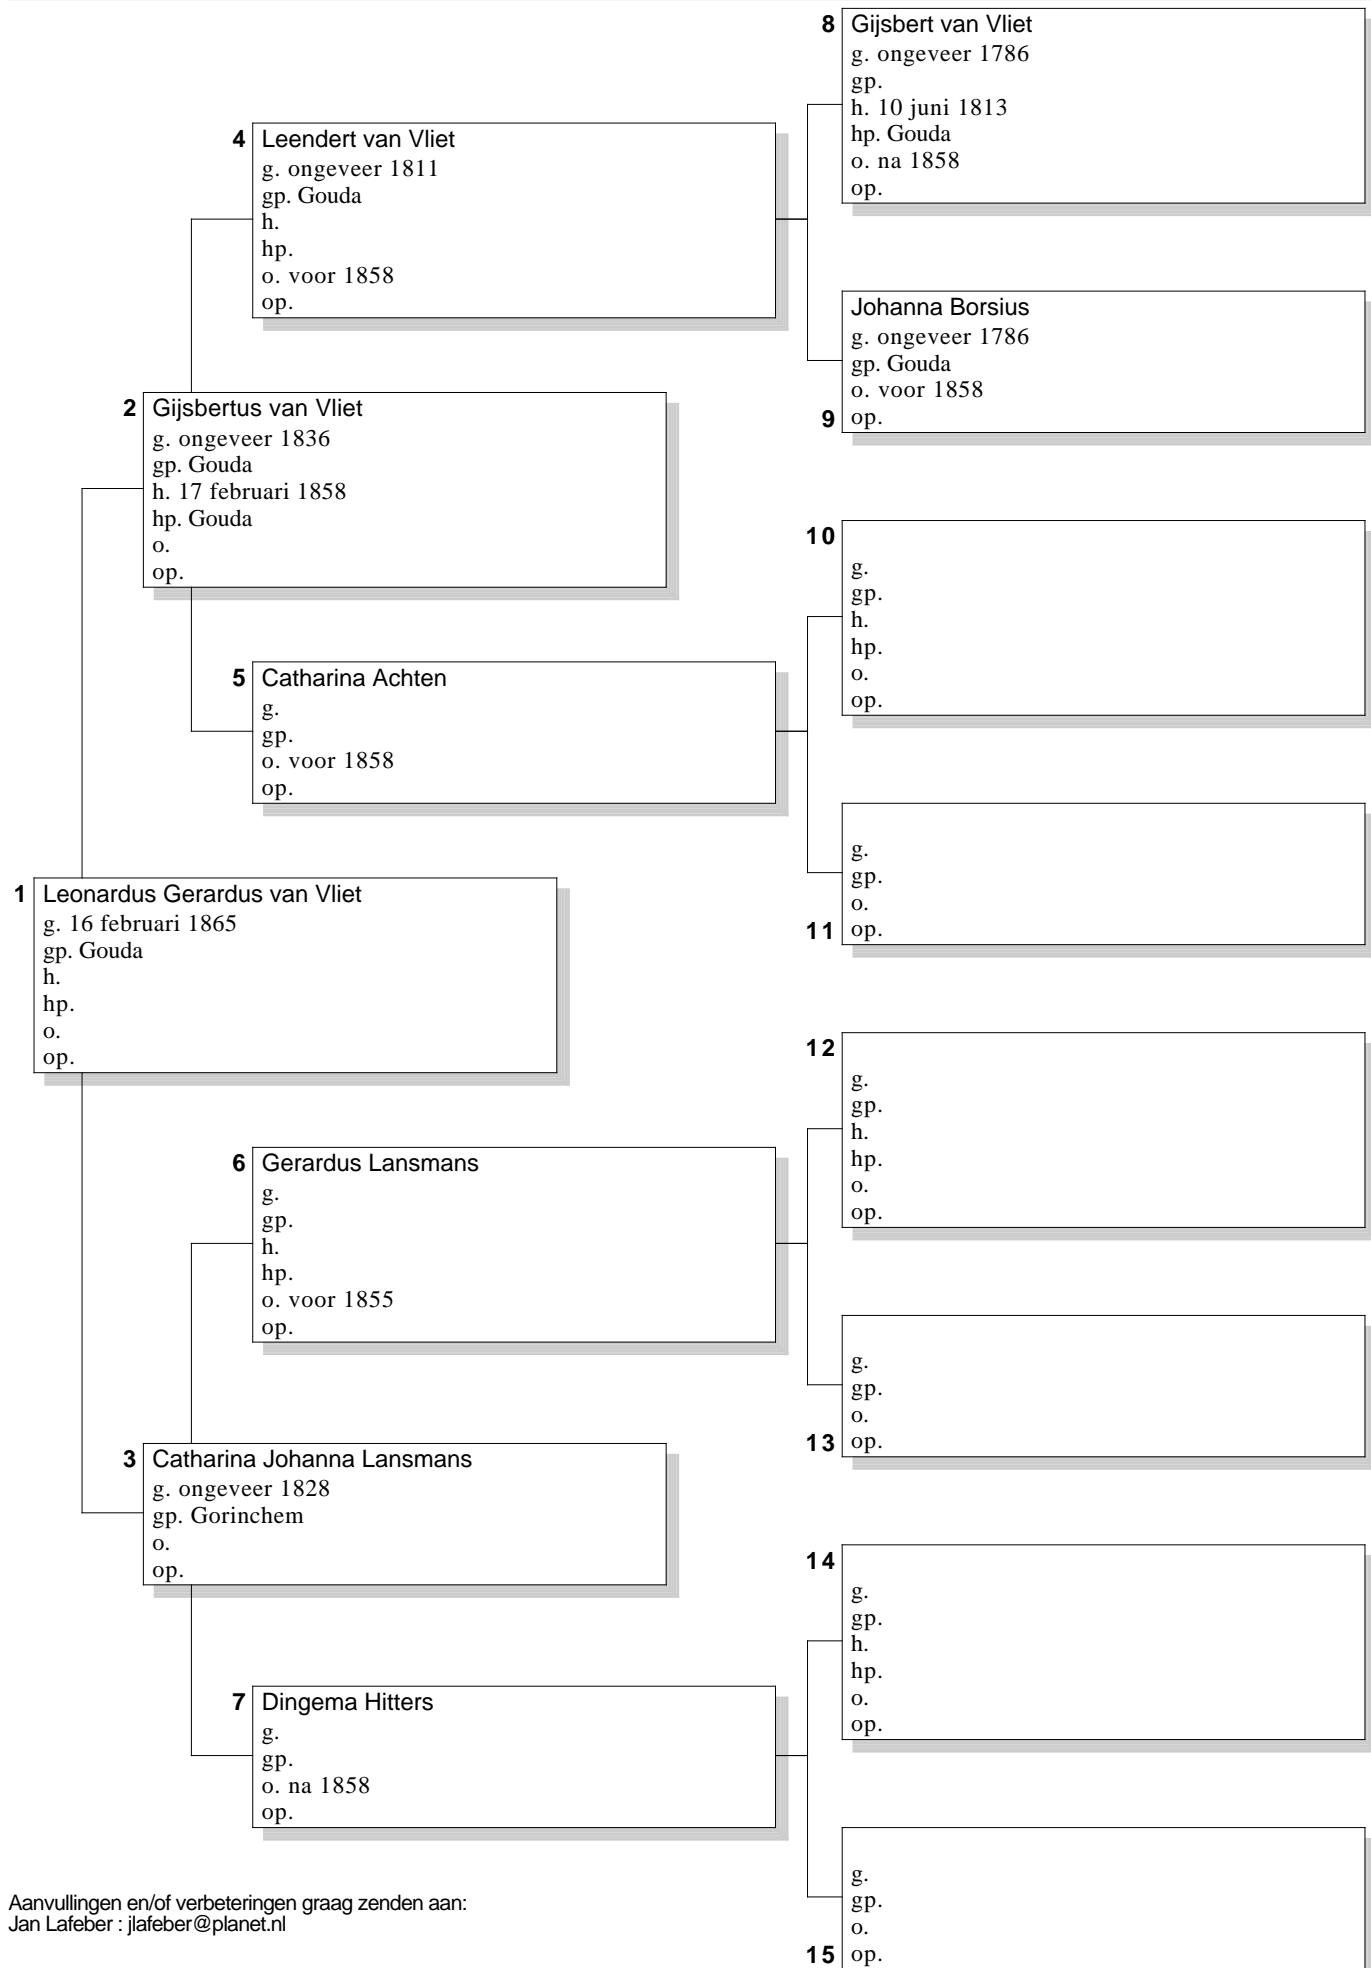 8 Gijsbert van Vliet
g. ongeveer 1786
gp.
h. 10 juni 1813
hp. Gouda
o. na 1858
op.
4 Leendert van Vliet
g. ongeveer 1811
gp. Gouda
h.
hp.
o. voor 1858
op.
Johanna Borsius
g. ongeveer 1786
gp. Gouda
o. voor 1858
9 op.
2 Gijsbertus van Vliet
g. ongeveer 1836
gp. Gouda
h. 17 februari 1858
hp. Gouda
o.
op.
10
g.
gp.
h.
hp.
o.
op.
5 Catharina Achten
g.
gp.
o. voor 1858
op.
g.
gp.
o.
11 op.
1 Leonardus Gerardus van Vliet
g. 16 februari 1865
gp. Gouda
h.
hp.
o.
op.
12
g.
gp.
h.
hp.
o.
op.
6 Gerardus Lansmans
g.
gp.
h.
hp.
o. voor 1855
op.
g.
gp.
o.
13 op.
3 Catharina Johanna Lansmans
g. ongeveer 1828
gp. Gorinchem
o.
op.
14
g.
gp.
h.
hp.
o.
op.
7 Dingema Hitters
g.
gp.
o. na 1858
op.
g.
gp.
o.
15 op.
Aanvullingen en/of verbeteringen graag zenden aan:
Jan Lafeber : jlafeber@planet.nl